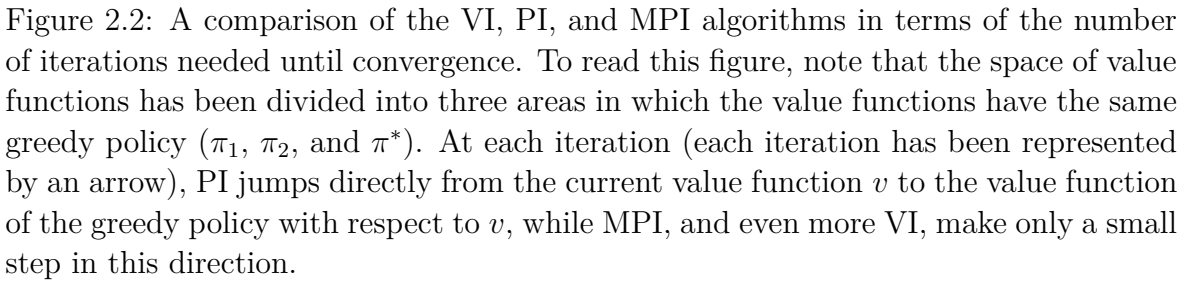 Figure 2.2: A comparison of the VI, PI, and MPI algorithms in terms of the number
of iterations needed until convergence. To read this figure, note that the space of value
functions has been divided into three areas in which the value functions have the same
greedy policy (π₁, π₂, and π*). At each iteration (each iteration has been represented
by an arrow), PI jumps directly from the current value function v to the value function
of the greedy policy with respect to v, while MPI, and even more VI, make only a small
step in this direction.